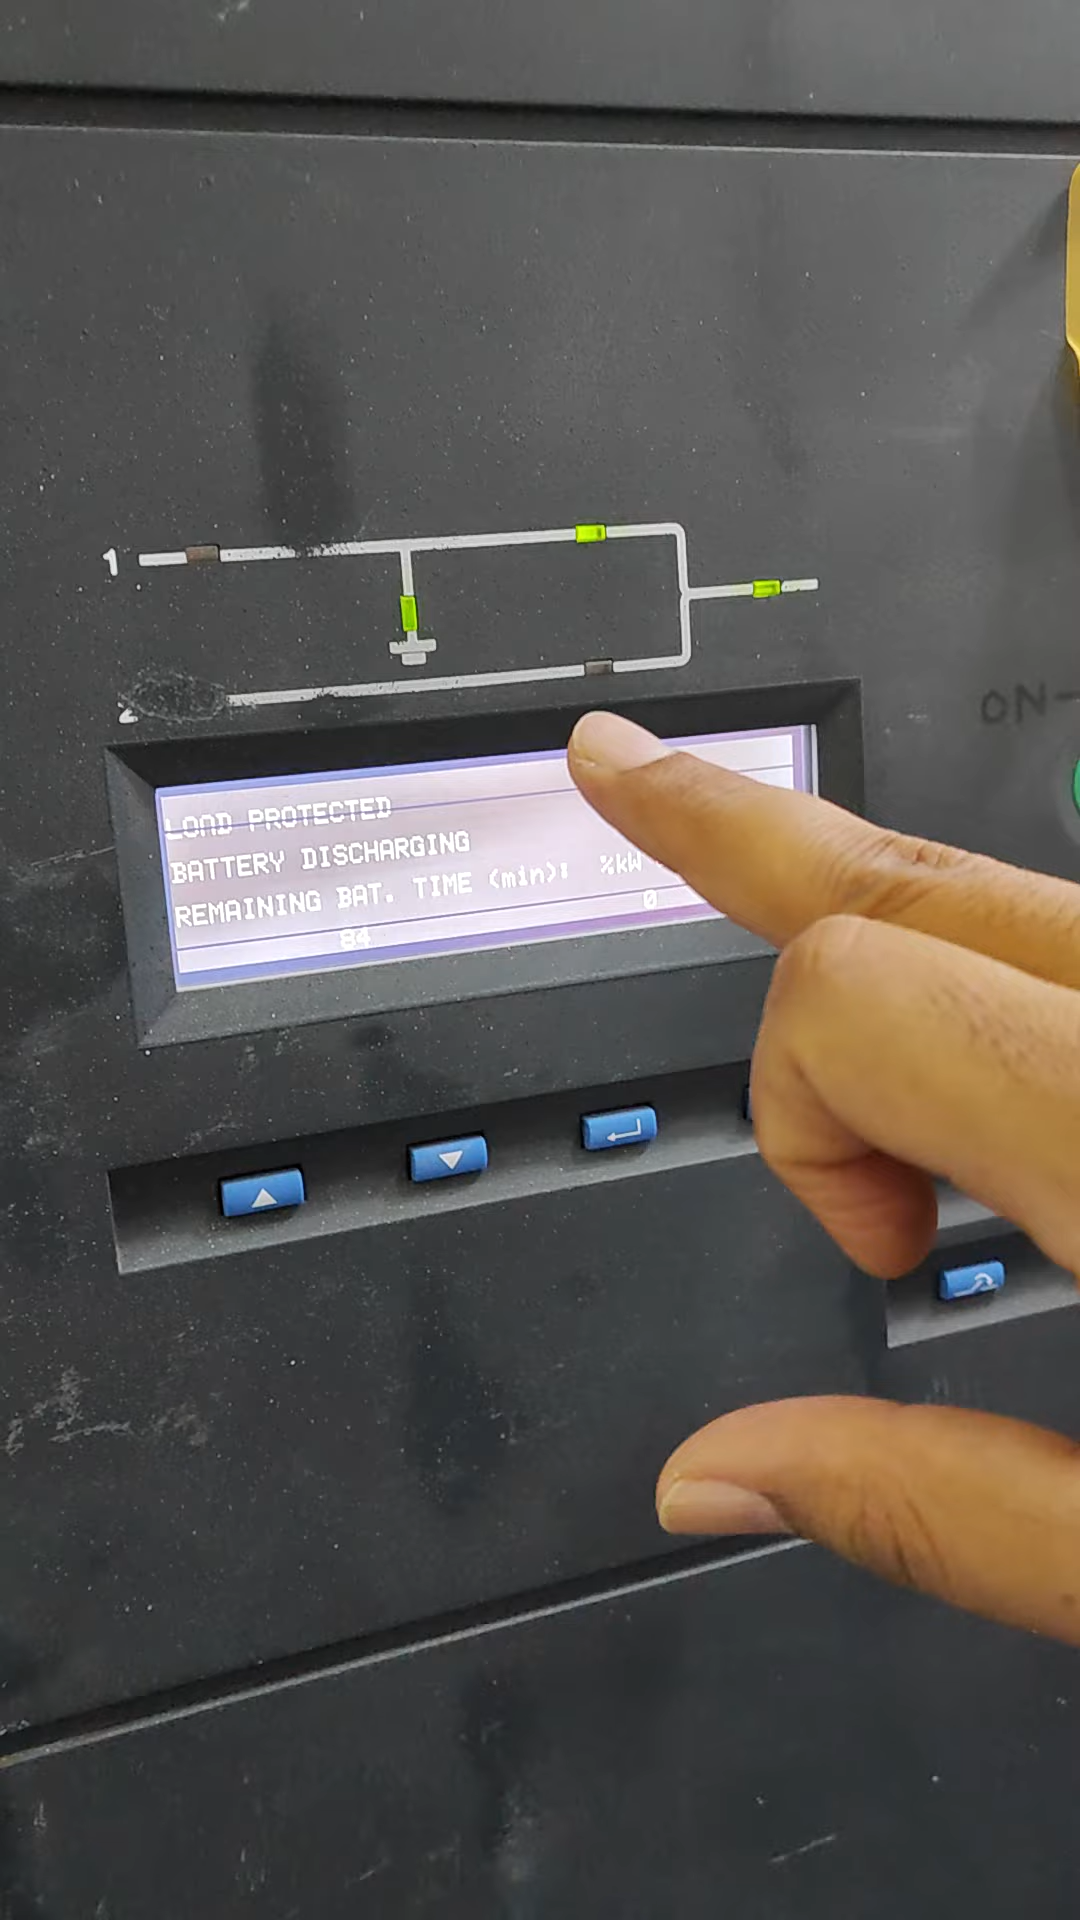 1
2
ON
LOAD PROTECTED
BATTERY DISCHARGING
REMAINING BAT. TIME (min): %kW
84 0